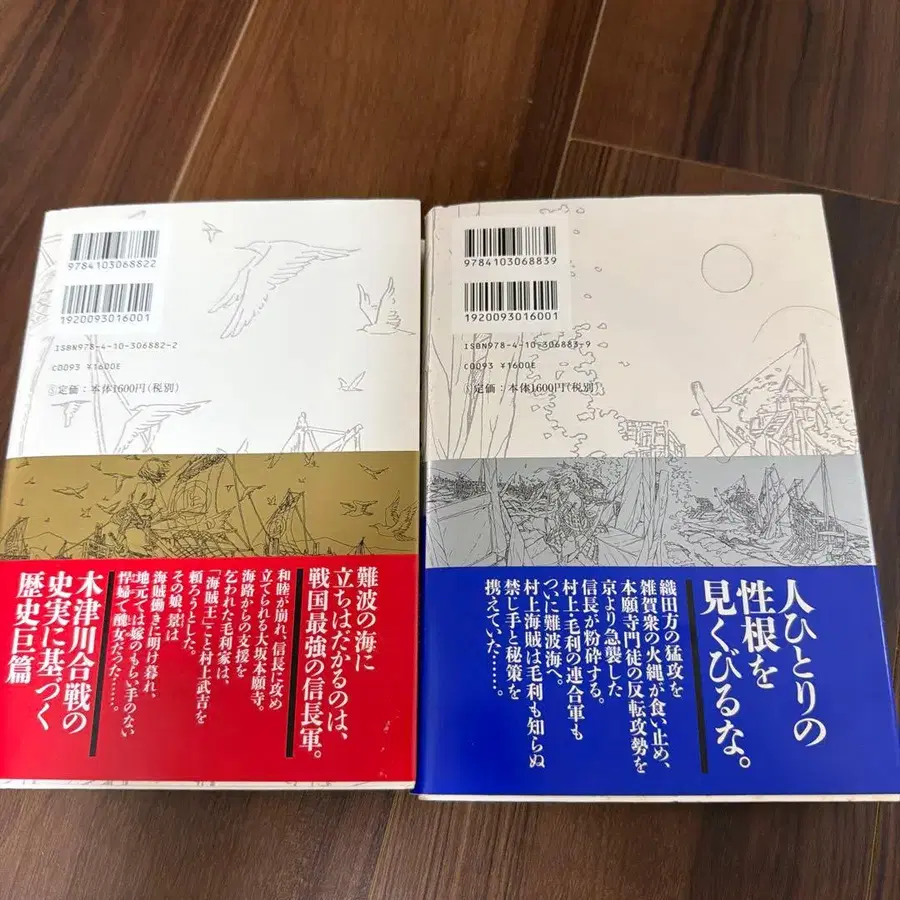 9784103068822
1920093016001
ISBN978-4-10-306882-2
C0093 ¥1600E
定価：本体1600円(税別)
難波の海に
立ちはだかるのは、
戦国最強の信長軍。
和睦が崩れ、信長に攻め
立てられる大坂本願寺。
海路からの支援を
乞われた毛利家は、
「海賊王」こと村上武吉を
頼ろうとした。
その娘、景は
海賊働きに明け暮れ、
地元では嫁のもらい手のない
悍婦で醜女だった……。
木津川合戦の
史実に基づく
歴史巨篇
9784103068839
1920093016001
ISBN978-4-10-306883-9
C0093 ¥1600E
定価：本体1600円(税別)
人ひとりの
性根を
見くびるな。
織田方の猛攻を
雑賀衆の火縄が食い止め、
本願寺門徒の反転攻勢を
京より急襲した
信長が粉砕する。
村上毛利の連合軍も
ついに難波海へ。
村上海賊は毛利も知らぬ
禁じ手と秘策を
携えていた……。